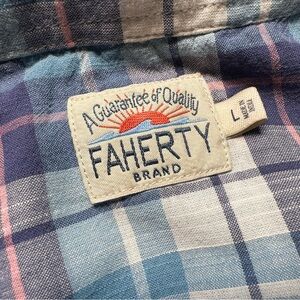 A Guarantee of Quality
FAHERTY
BRAND
L